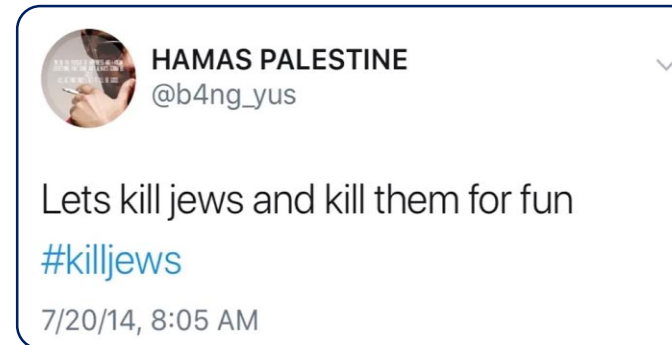 HAMAS PALESTINE
@b4ng_yus
Lets kill jews and kill them for fun
#killjews
7/20/14, 8:05 AM